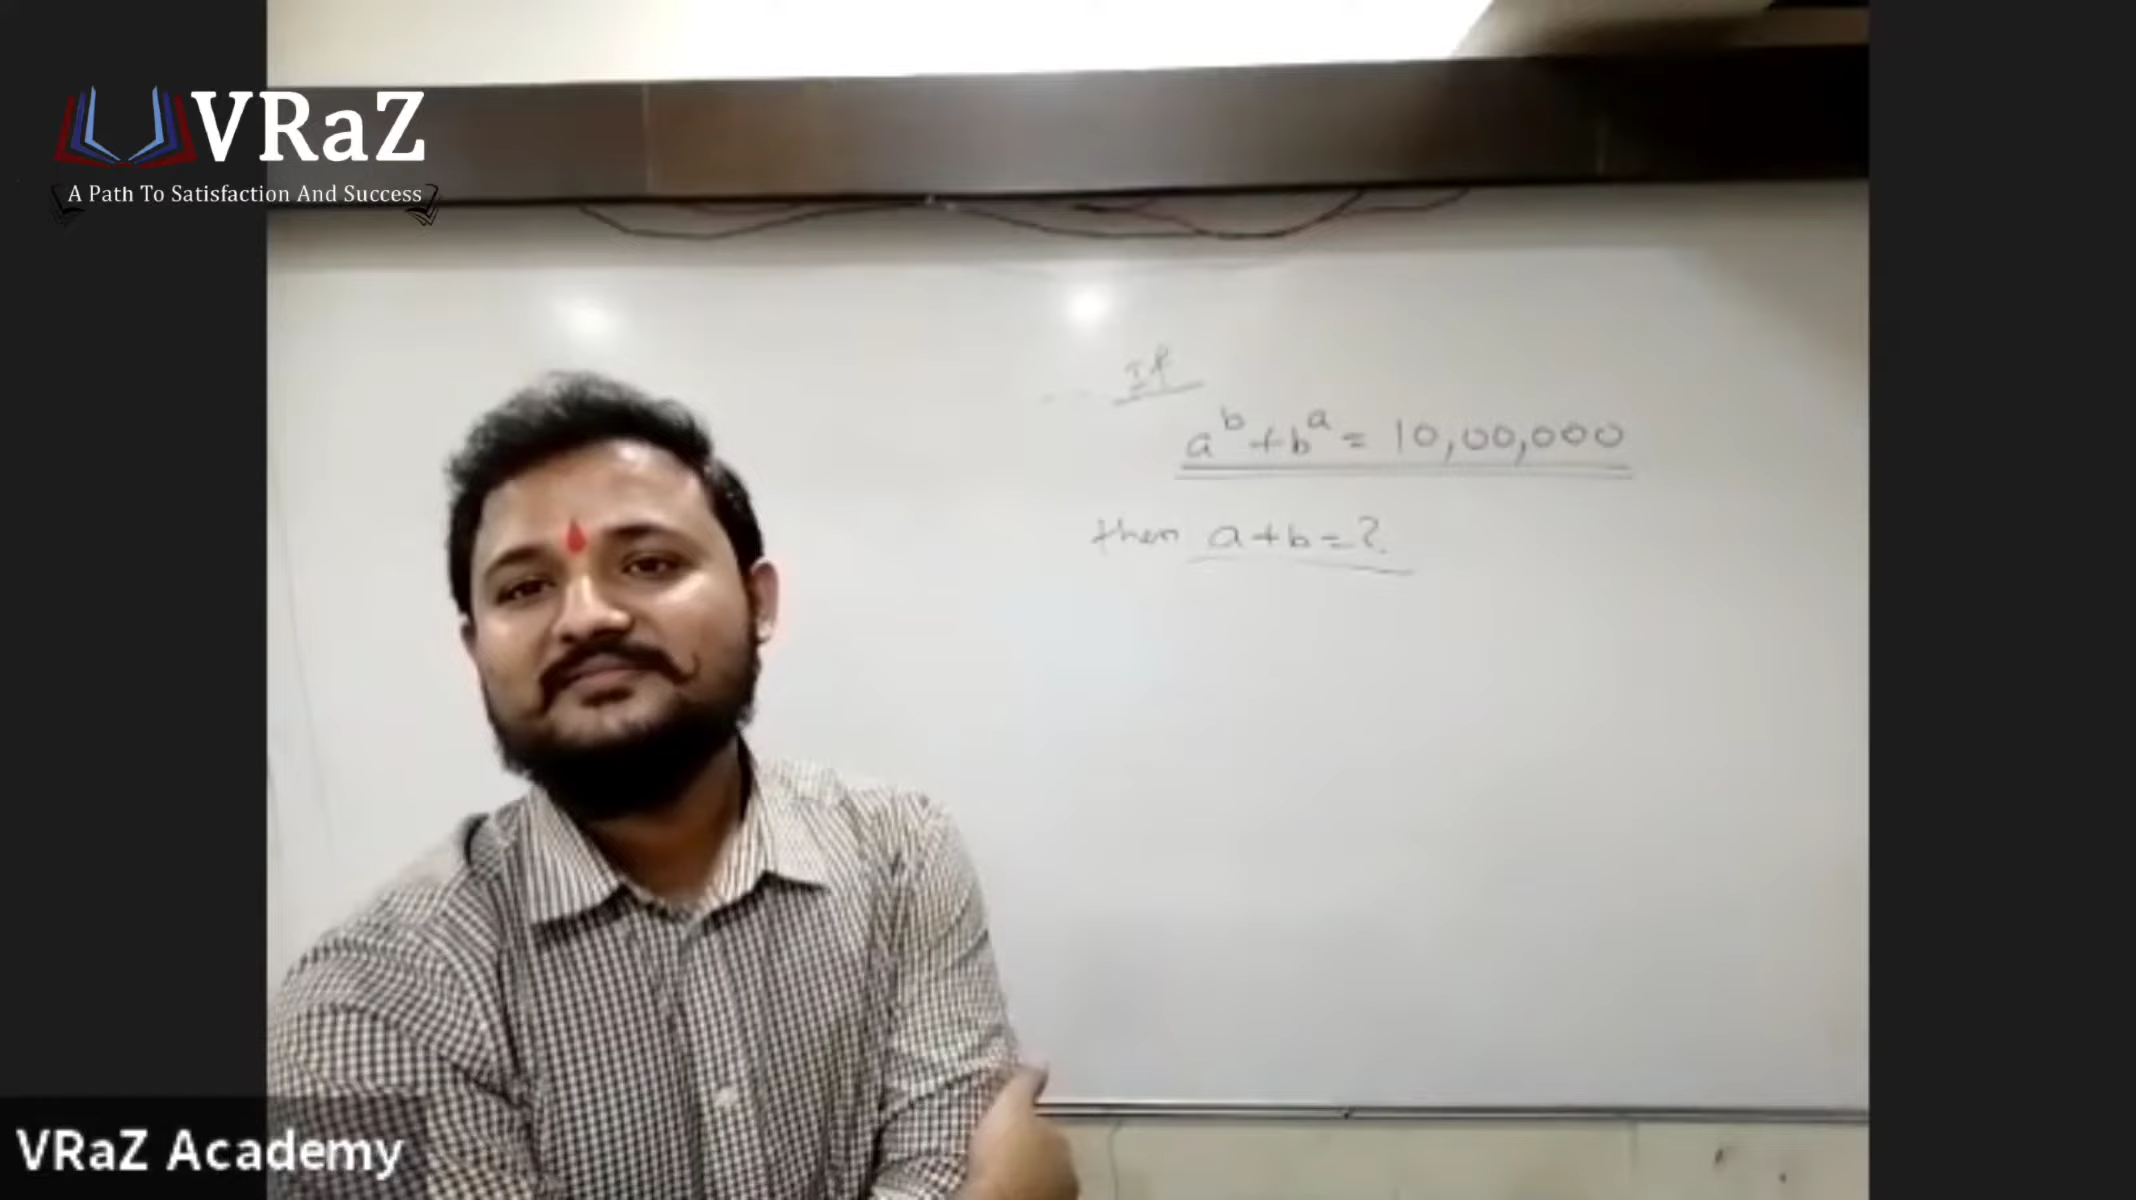 VRaZ
A Path To Satisfaction And Success
If
a^b + b^a = 10,00,000
then a + b = ?
VRaZ Academy